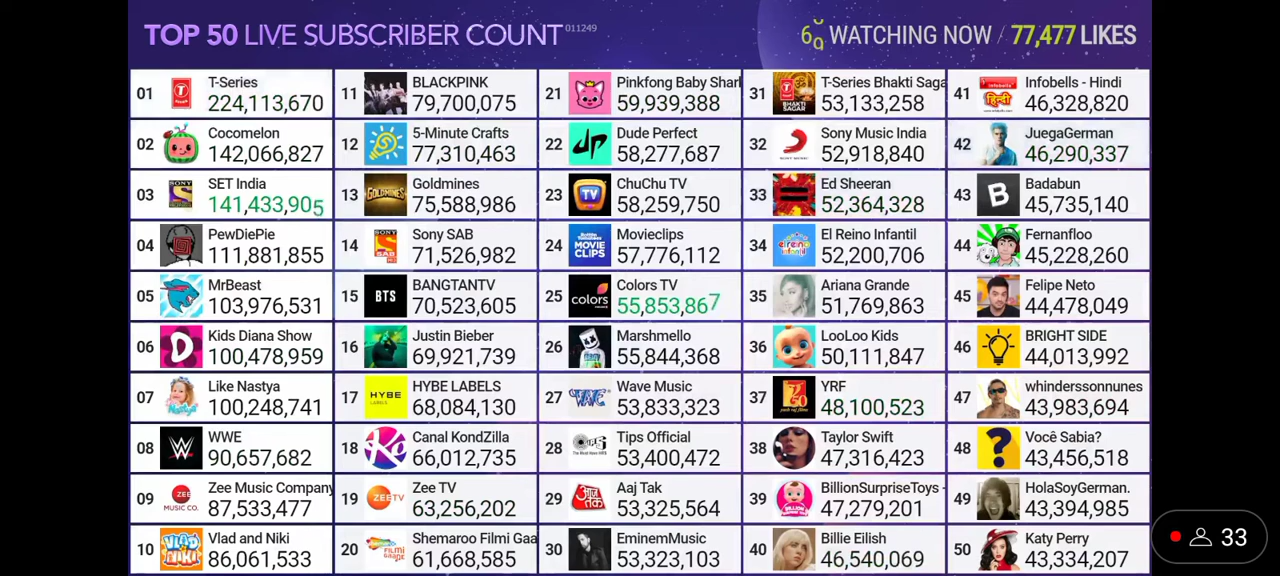 TOP 50 LIVE SUBSCRIBER COUNT 011249
WATCHING NOW / 77,477 LIKES
01 T-Series 224,113,670
02 Cocomelon 142,066,827
03 SET India 141,433,905
04 PewDiePie 111,881,855
05 MrBeast 103,976,531
06 Kids Diana Show 100,478,959
07 Like Nastya 100,248,741
08 WWE 90,657,682
09 Zee Music Company 87,533,477
10 Vlad and Niki 86,061,533
11 BLACKPINK 79,700,075
12 5-Minute Crafts 77,310,463
13 Goldmines 75,588,986
14 Sony SAB 71,526,982
15 BANGTANTV 70,523,605
16 Justin Bieber 69,921,739
17 HYBE LABELS 68,084,130
18 Canal KondZilla 66,012,735
19 Zee TV 63,256,202
20 Shemaroo Filmi Gaa 61,668,585
21 Pinkfong Baby Shar 59,939,388
22 Dude Perfect 58,277,687
23 ChuChu TV 58,259,750
24 Movieclips 57,776,112
25 Colors TV 55,853,867
26 Marshmello 55,844,368
27 Wave Music 53,833,323
28 Tips Official 53,400,472
29 Aaj Tak 53,325,564
30 EminemMusic 53,323,103
31 T-Series Bhakti Saga 53,133,258
32 Sony Music India 52,918,840
33 Ed Sheeran 52,364,328
34 El Reino Infantil 52,200,706
35 Ariana Grande 51,769,863
36 LooLoo Kids 50,111,847
37 YRF 48,100,523
38 Taylor Swift 47,316,423
39 BillionSurpriseToys - 47,279,201
40 Billie Eilish 46,540,069
41 Infobells - Hindi 46,328,820
42 JuegaGerman 46,290,337
43 Badabun 45,735,140
44 Fernanfloo 45,228,260
45 Felipe Neto 44,478,049
46 BRIGHT SIDE 44,013,992
47 whinderssonnunes 43,983,694
48 Você Sabia? 43,456,518
49 HolaSoyGerman. 43,394,985
50 Katy Perry 43,334,207
33